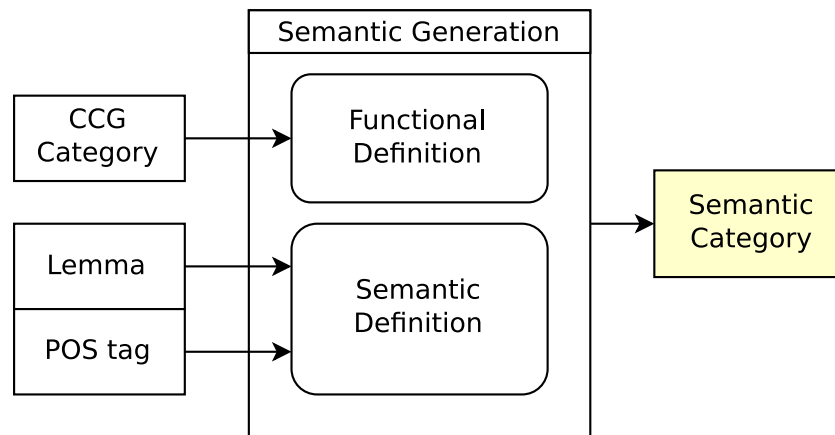 Semantic Generation
CCG
Category
Functional
Definition
Semantic
Category
Lemma
POS tag
Semantic
Definition